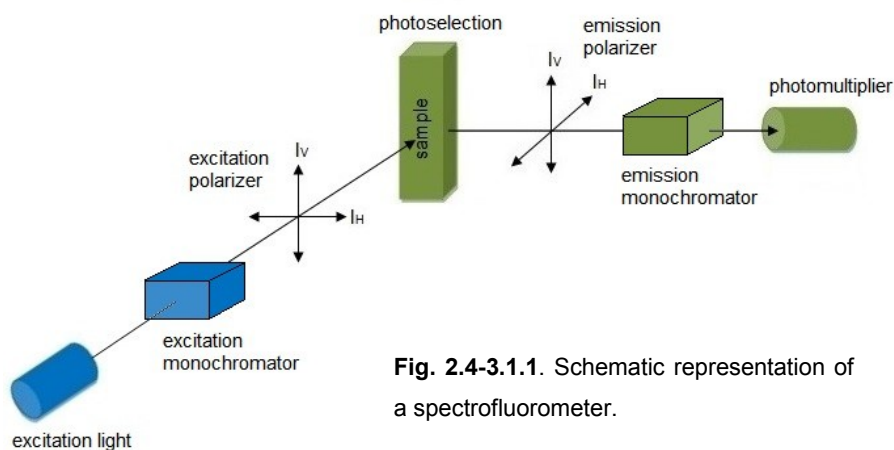 photoselection
emission
polarizer
IV
IH
photomultiplier
sample
excitation
polarizer
IV
IH
emission
monochromator
excitation
monochromator
excitation light
Fig. 2.4-3.1.1. Schematic representation of
a spectrofluorometer.